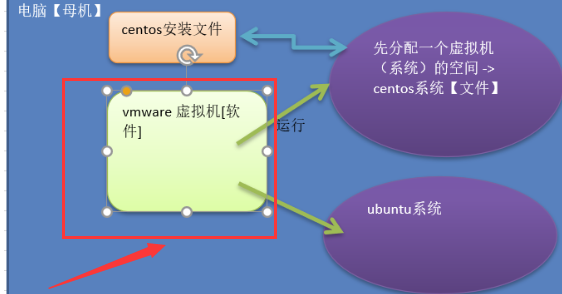 电脑【母机】
centos安装文件
先分配一个虚拟机
（系统）的空间 ->
centos系统【文件】
vmware 虚拟机[软
件]
运行
ubuntu系统